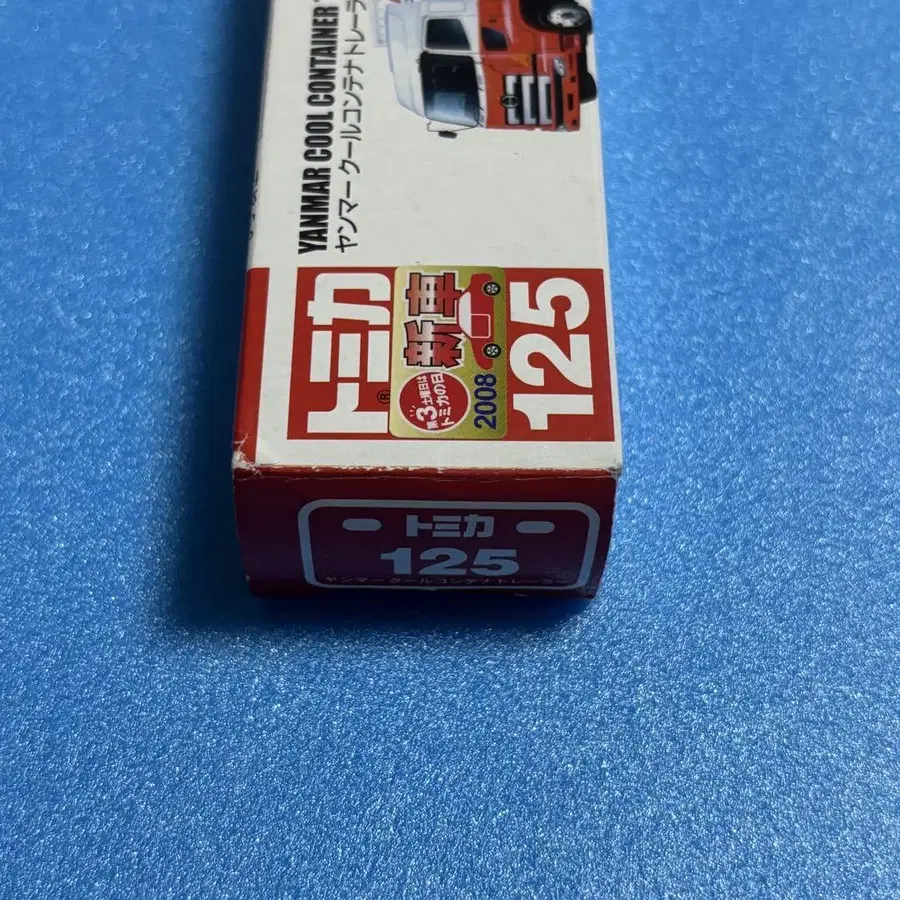 YANMAR COOL CONTAINER
ヤンマー クールコンテナトレーラ
トミカ
®
新車
第3土曜日は
トミカの日
2008
125
トミカ
125
ヤンマー クールコンテナトレーラー